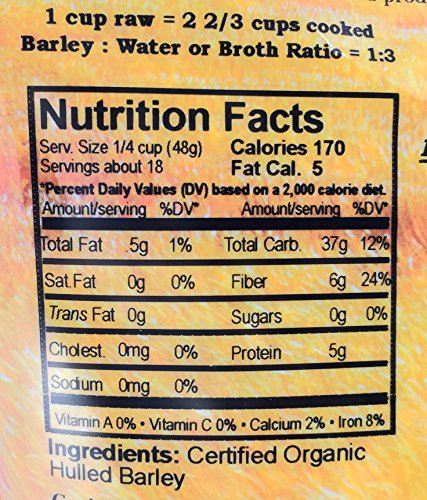 1 cup raw = 2 2/3 cups cooked
Barley : Water or Broth Ratio = 1:3
Nutrition Facts
Serv. Size 1/4 cup (48g) Calories 170
Servings about 18 Fat Cal. 5
*Percent Daily Values (DV) based on a 2,000 calorie diet.
Amount/serving %DV* Amount/serving %DV*
Total Fat .5g 1% Total Carb. 37g 12%
Sat.Fat 0g 0% Fiber 6g 24%
Trans Fat 0g Sugars 0g 0%
Cholest. 0mg 0% Protein 5g
Sodium 0mg 0%
Vitamin A 0% • Vitamin C 0% • Calcium 2% • Iron 8%
Ingredients: Certified Organic
Hulled Barley